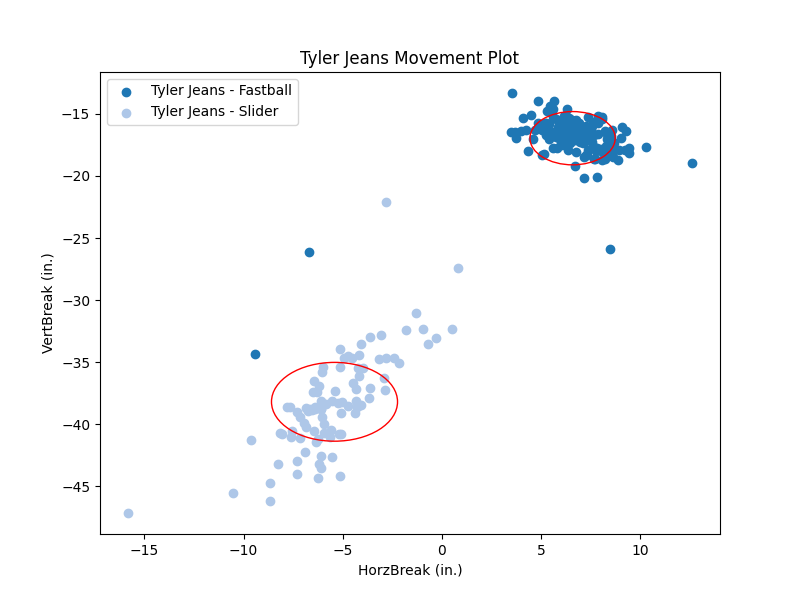 Tyler Jeans Movement Plot
Tyler Jeans - Fastball
Tyler Jeans - Slider
VertBreak (in.)
−15
−20
−25
−30
−35
−40
−45
−15
−10
−5
0
5
10
HorzBreak (in.)